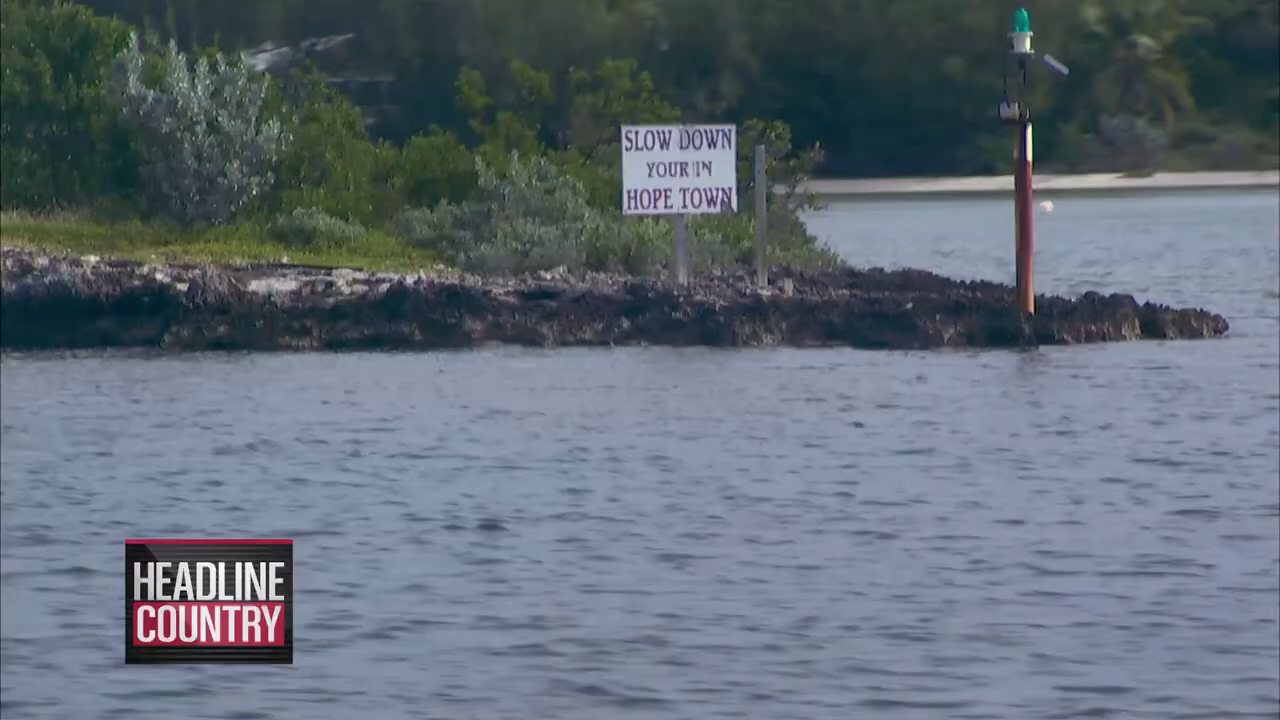 SLOW DOWN
YOUR IN
HOPE TOWN
HEADLINE
COUNTRY